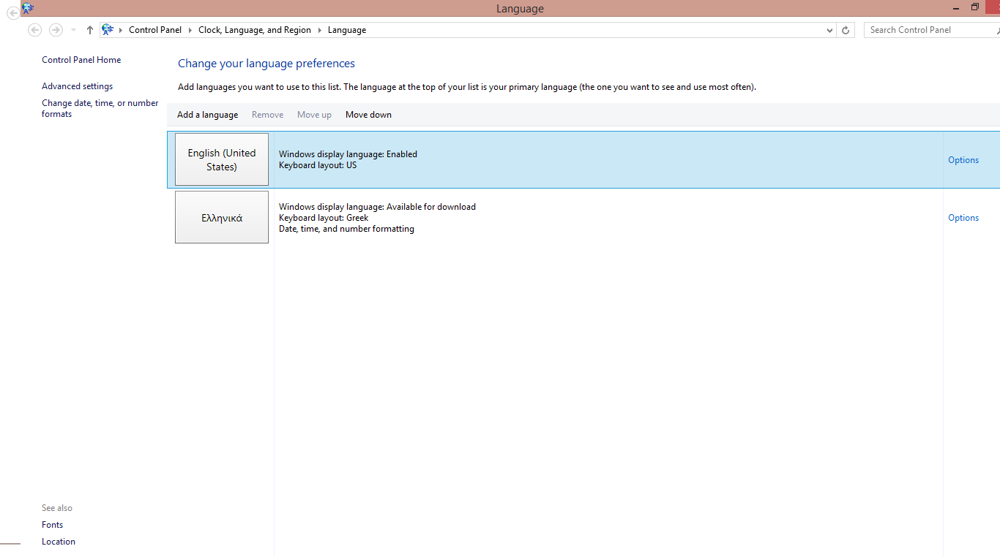 Language
Control Panel
Clock, Language, and Region
Language
Search Control Panel
Control Panel Home
Advanced settings
Change date, time, or number
formats
Change your language preferences
Add languages you want to use to this list. The language at the top of your list is your primary language (the one you want to see and use most often).
Add a language
Remove
Move up
Move down
English (United
States)
Windows display language: Enabled
Keyboard layout: US
Options
Ελληνικά
Windows display language: Available for download
Keyboard layout: Greek
Date, time, and number formatting
Options
See also
Fonts
Location